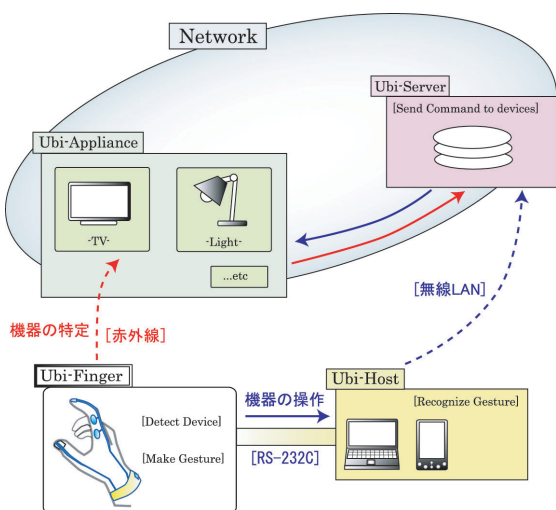 Network
Ubi-Server
[Send Command to devices]
Ubi-Appliance
-TV-
-Light-
...etc
[無線LAN]
機器の特定
[赤外線]
Ubi-Finger
[Detect Device]
[Make Gesture]
機器の操作
[RS-232C]
Ubi-Host
[Recognize Gesture]